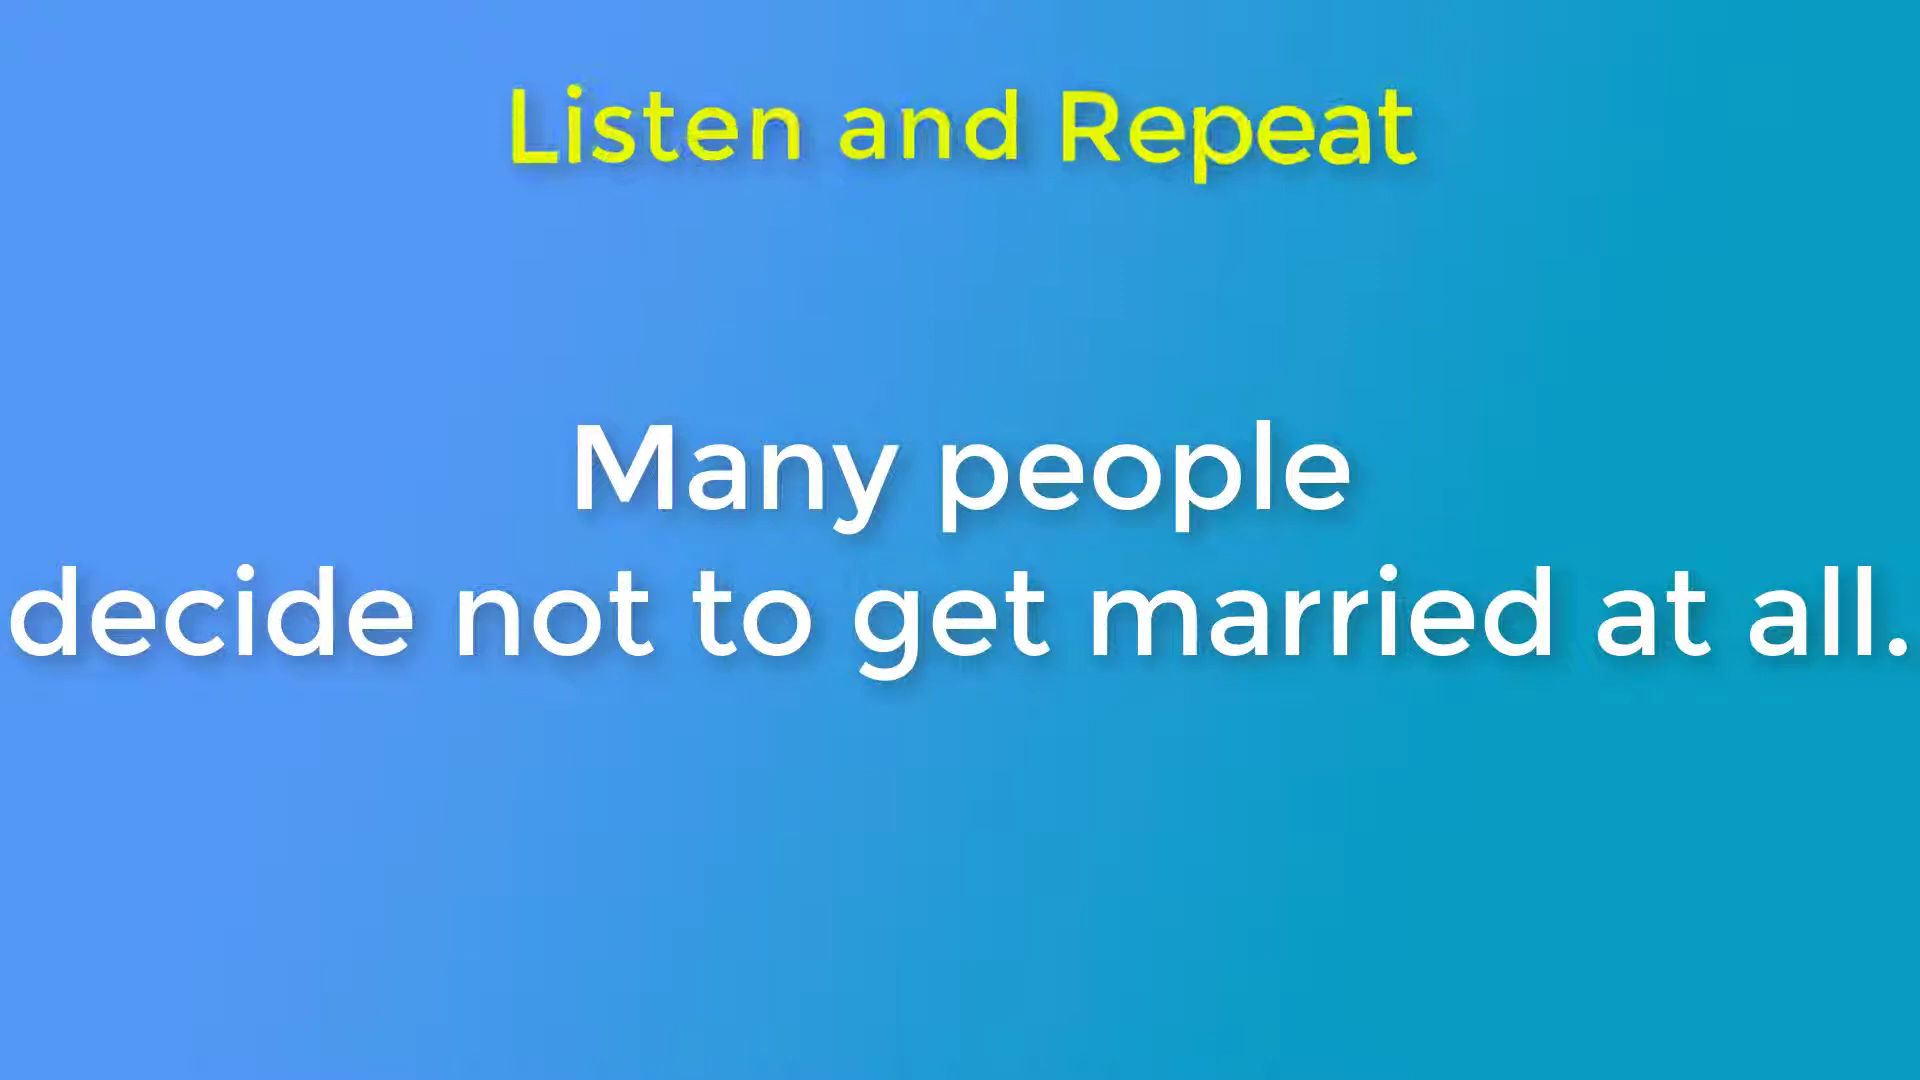 Listen and Repeat
Many people
decide not to get married at all.